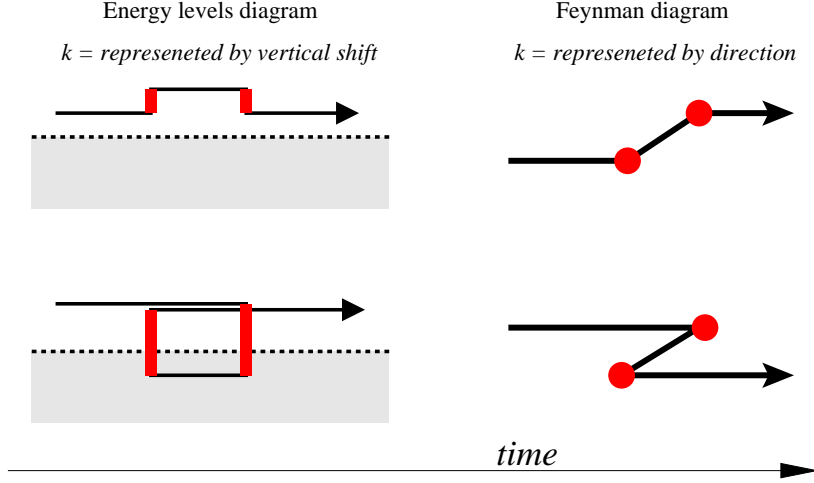 Energy levels diagram
Feynman diagram
k = represeneted by vertical shift
k = represeneted by direction
time